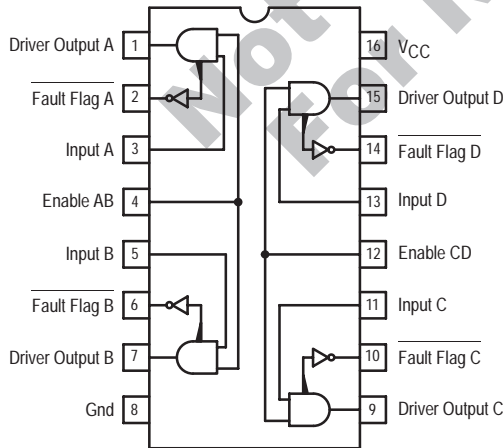 Driver Output A 1
Fault Flag A 2
Input A 3
Enable AB 4
Input B 5
Fault Flag B 6
Driver Output B 7
Gnd 8
16 VCC
15 Driver Output D
14 Fault Flag D
13 Input D
12 Enable CD
11 Input C
10 Fault Flag C
9 Driver Output C
Not
For